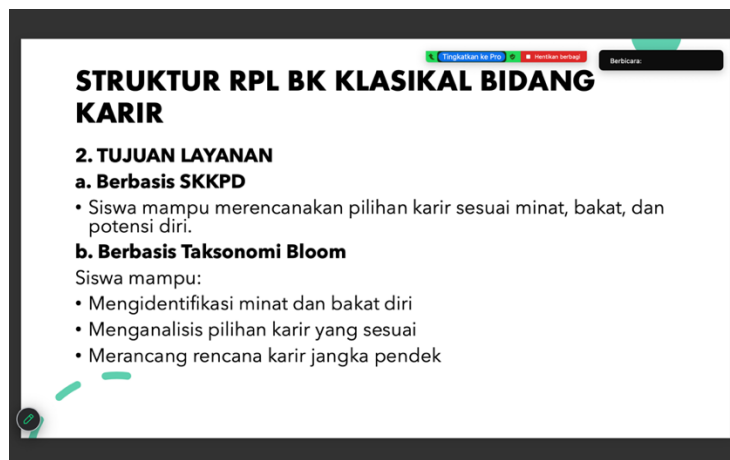 Tingkatkan ke Pro
Hentikan berbagi
Berbicara:
STRUKTUR RPL BK KLASIKAL BIDANG
KARIR
2. TUJUAN LAYANAN
a. Berbasis SKKPD
• Siswa mampu merencanakan pilihan karir sesuai minat, bakat, dan
potensi diri.
b. Berbasis Taksonomi Bloom
Siswa mampu:
• Mengidentifikasi minat dan bakat diri
• Menganalisis pilihan karir yang sesuai
• Merancang rencana karir jangka pendek